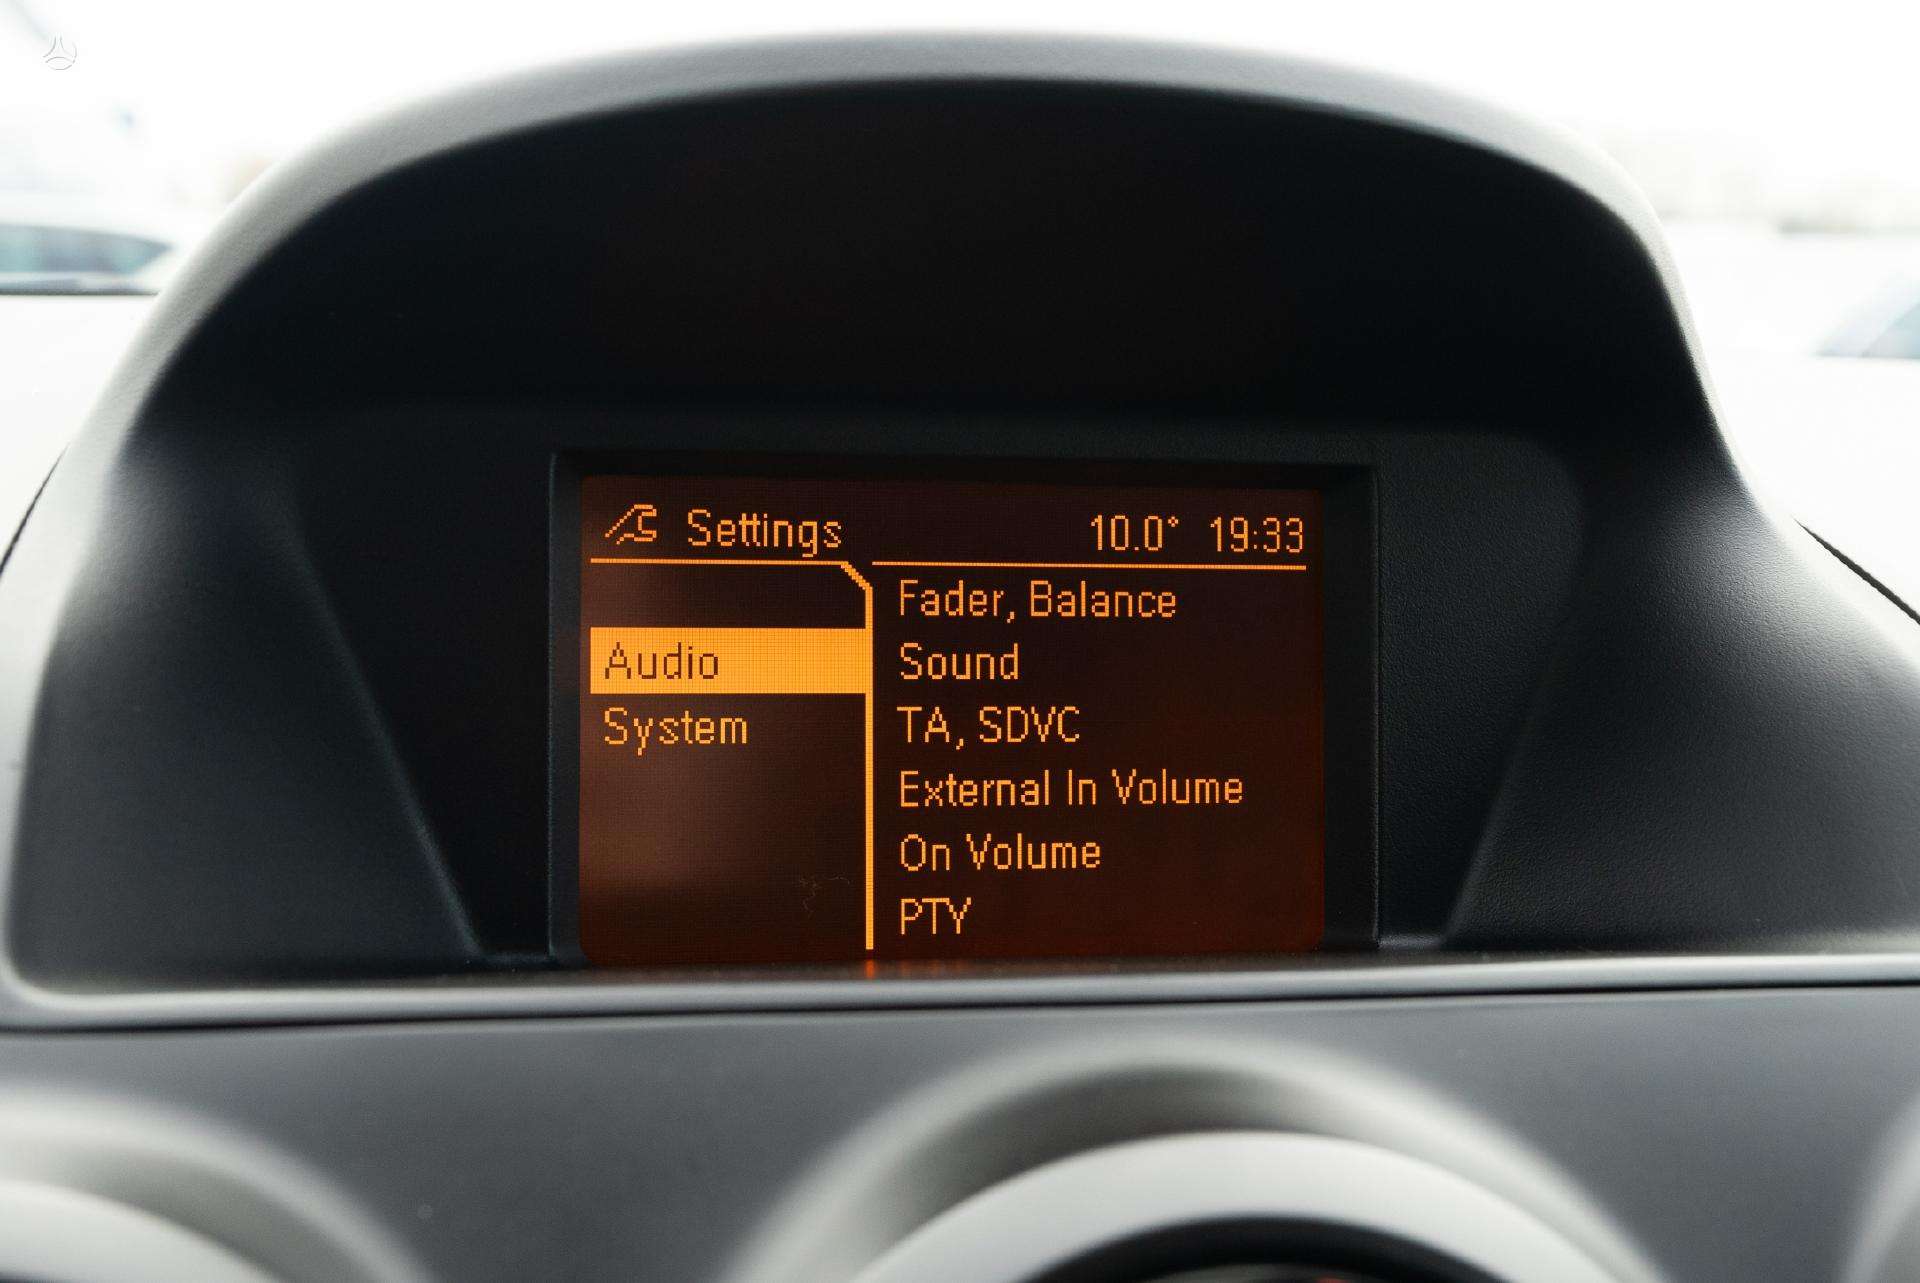 Settings 10.0° 19:33
Audio
System
Fader, Balance
Sound
TA, SDVC
External In Volume
On Volume
PTY